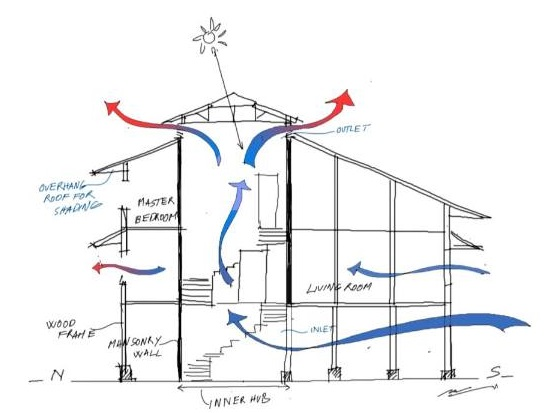 OUTLET
OVERHANG
ROOF FOR
SHADING
MASTER
BEDROOM
LIVING ROOM
WOOD
FRAME
MANSONRY
WALL
INLET
N
S
INNER HUB